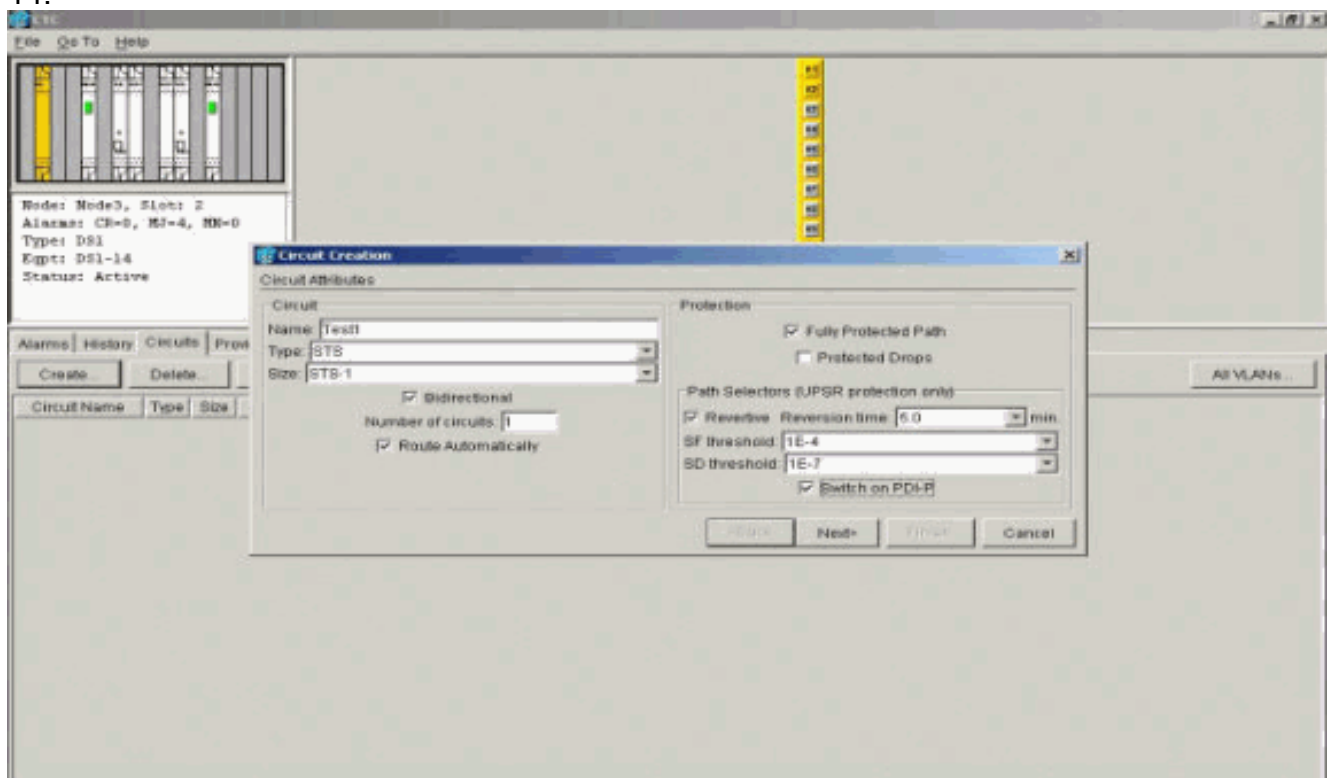 CTC
File Go To Help
Node: Node3, Slot: 2
Alarms: CR=0, MJ=4, MN=0
Type: DS1
Eqpt: DS1-14
Status: Active
Alarms History Circuits
Create... Delete...
All VLANs...
Circuit Name Type Size
Circuit Creation
Circuit Attributes
Circuit
Name: Test1
Type: STS
Size: STS-1
Bidirectional
Number of circuits: 1
Route Automatically
Protection
Fully Protected Path
Protected Drops
Path Selectors (UPSR protection only)
Revertive Reversion time 5.0 min.
SF threshold: 1E-4
SD threshold: 1E-7
Switch on PDI-P
Next> Cancel